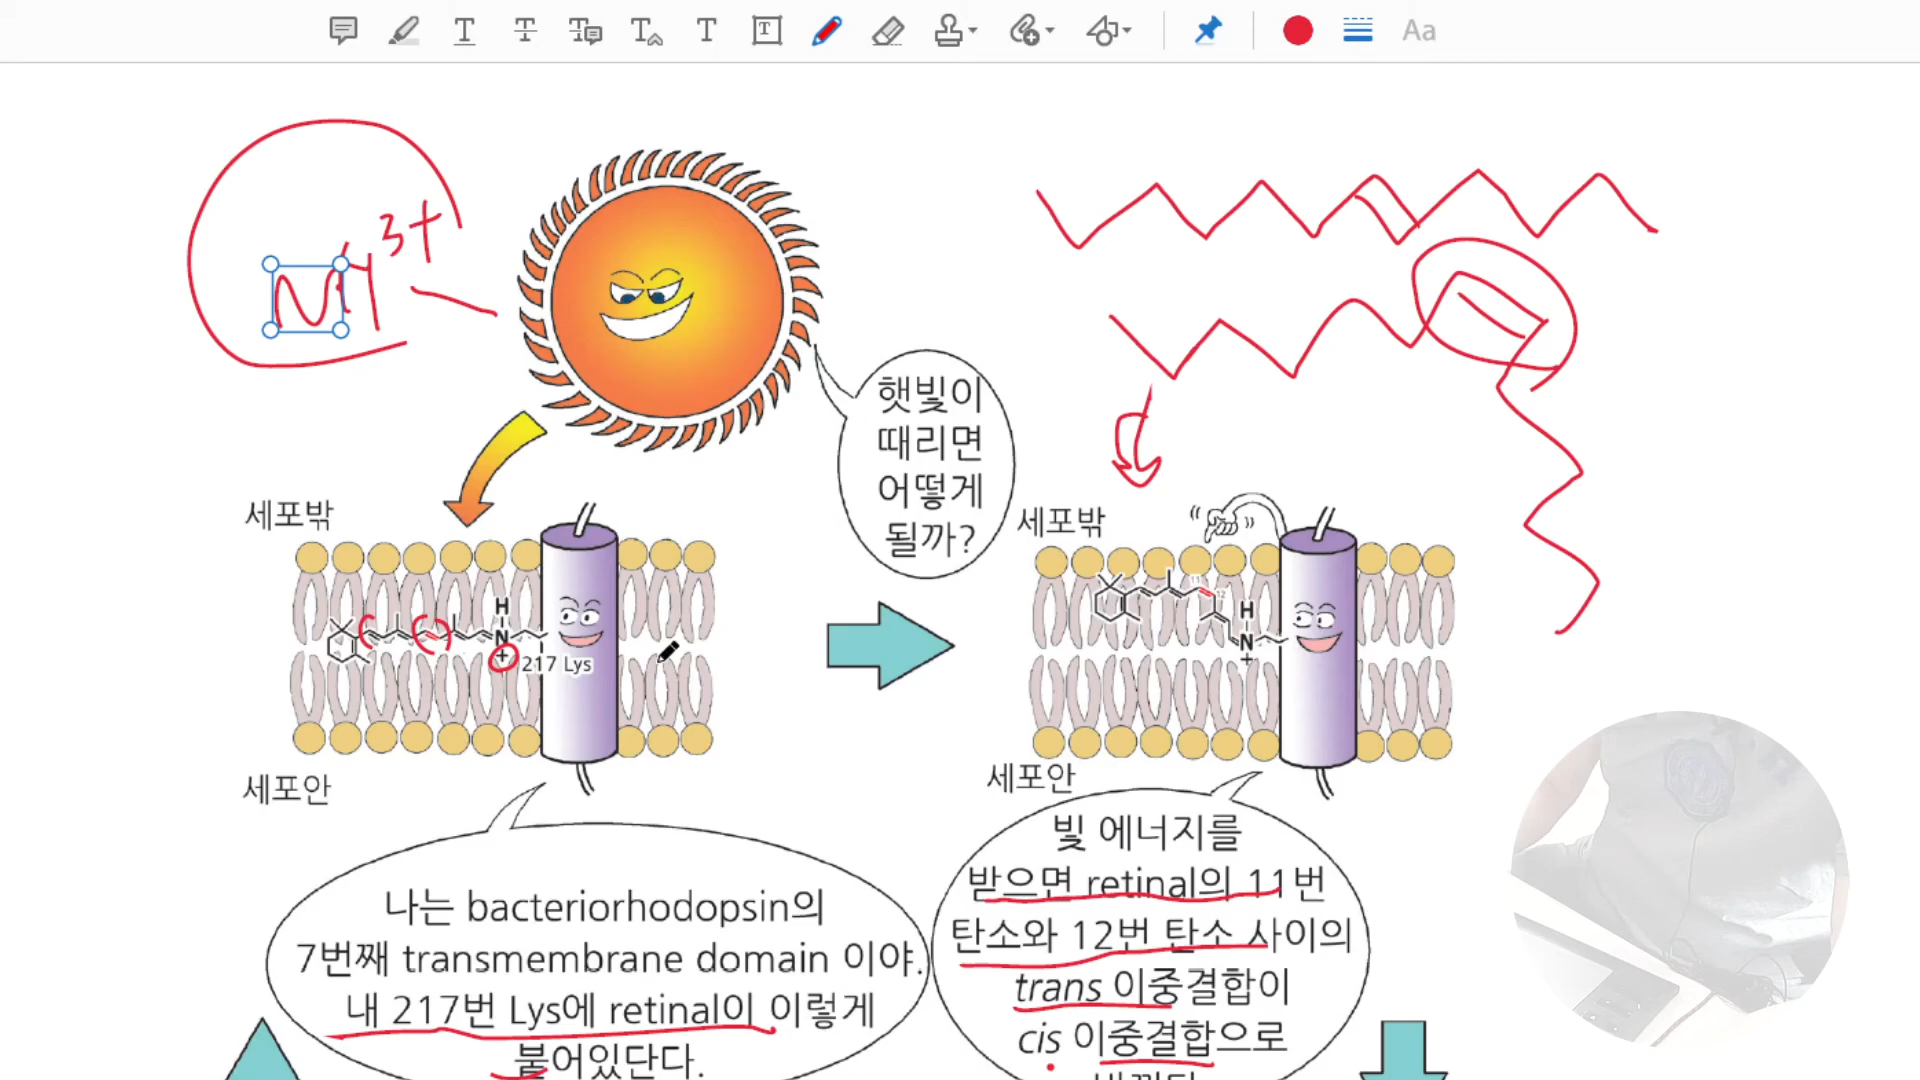 Aa
3+
햇빛이
때리면
어떻게
될까?
세포밖
H
N
+
217 Lys
세포안
세포밖
11
12
H
N
+
세포안
나는 bacteriorhodopsin의
7번째 transmembrane domain 이야.
내 217번 Lys에 retinal이 이렇게
붙어있단다.
빛 에너지를
받으면 retinal의 11번
탄소와 12번 탄소 사이의
trans 이중결합이
cis 이중결합으로